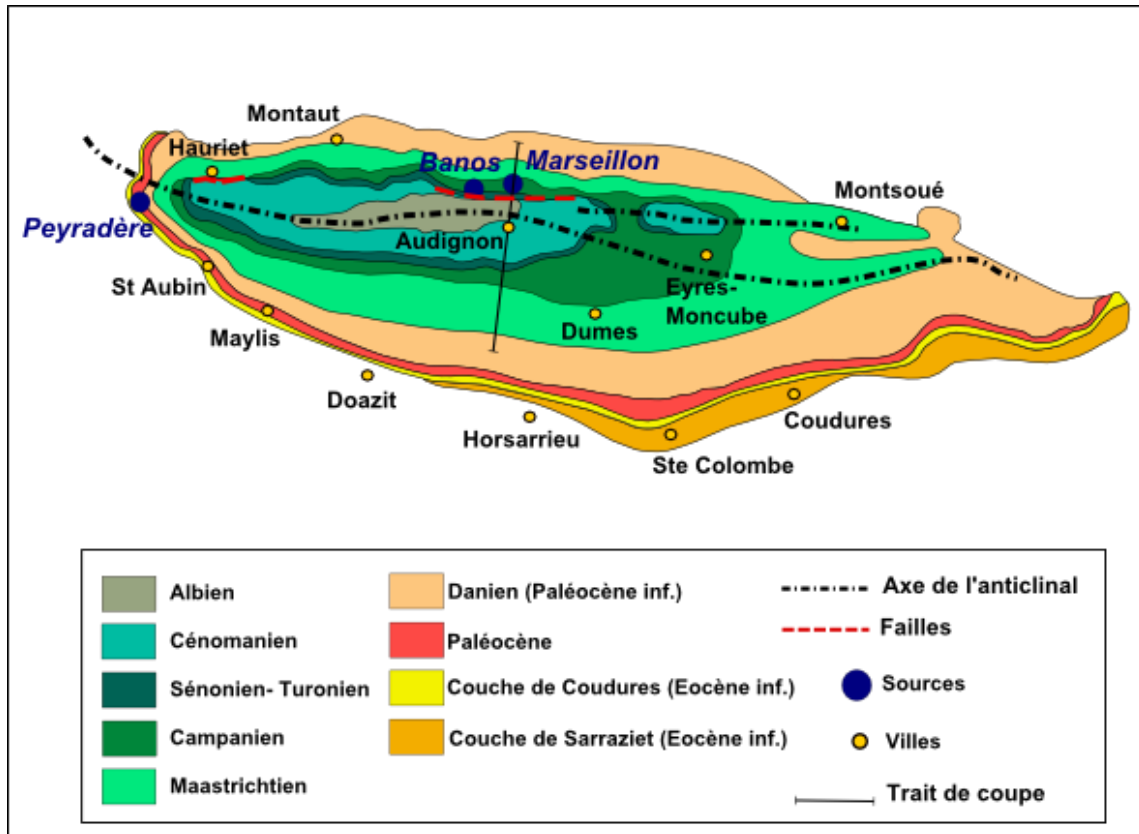 Montaut
Hauriet
Banos
Marseillon
Montsoué
Peyradère
Audignon
St Aubin
Eyres-
Moncube
Maylis
Dumes
Doazit
Horsarrieu
Coudures
Ste Colombe
Albien
Cénomanien
Sénonien- Turonien
Campanien
Maastrichtien
Danien (Paléocène inf.)
Paléocène
Couche de Coudures (Eocène inf.)
Couche de Sarraziet (Eocène inf.)
Axe de l'anticlinal
Failles
Sources
Villes
Trait de coupe